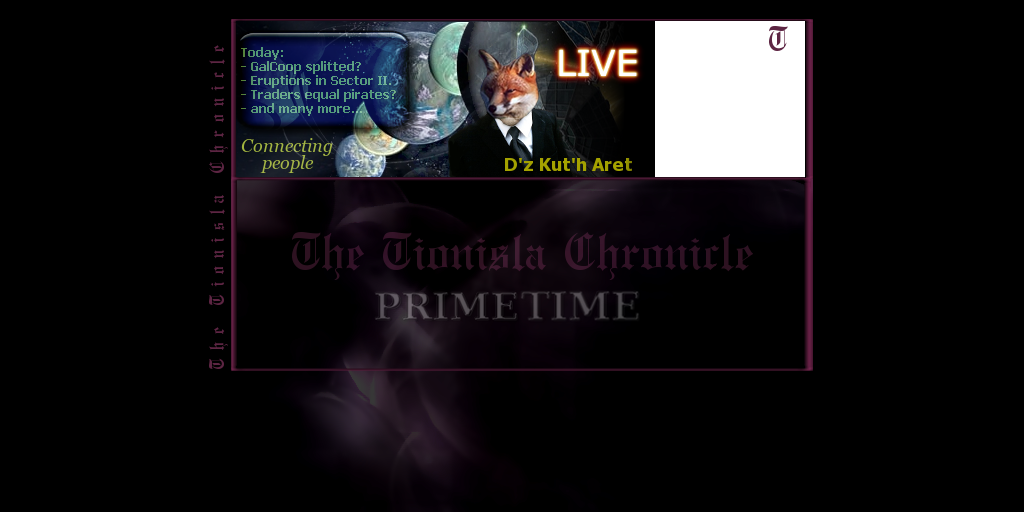 The Tionisla Chronicle
Today:
- GalCoop splitted?
- Eruptions in Sector II..
- Traders equal pirates?
- and many more...
Connecting
people
LIVE
D'z Kut'h Aret
T
The Tionisla Chronicle
PRIMETIME